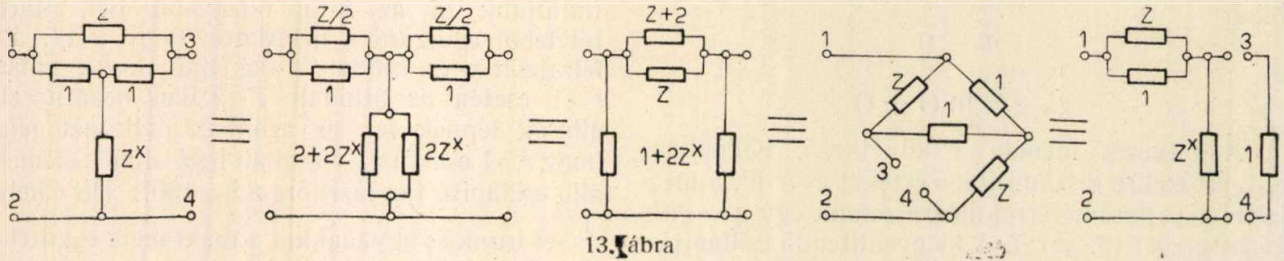 Z 3
1 1
Z^x
2 4
Z/2 Z/2
1 1
2+2Z^x 2Z^x
Z+2
Z
1+2Z^x
1
Z 1
1
3
4 Z
2
1 Z 3
1
Z^x 1
2 4
13. ábra